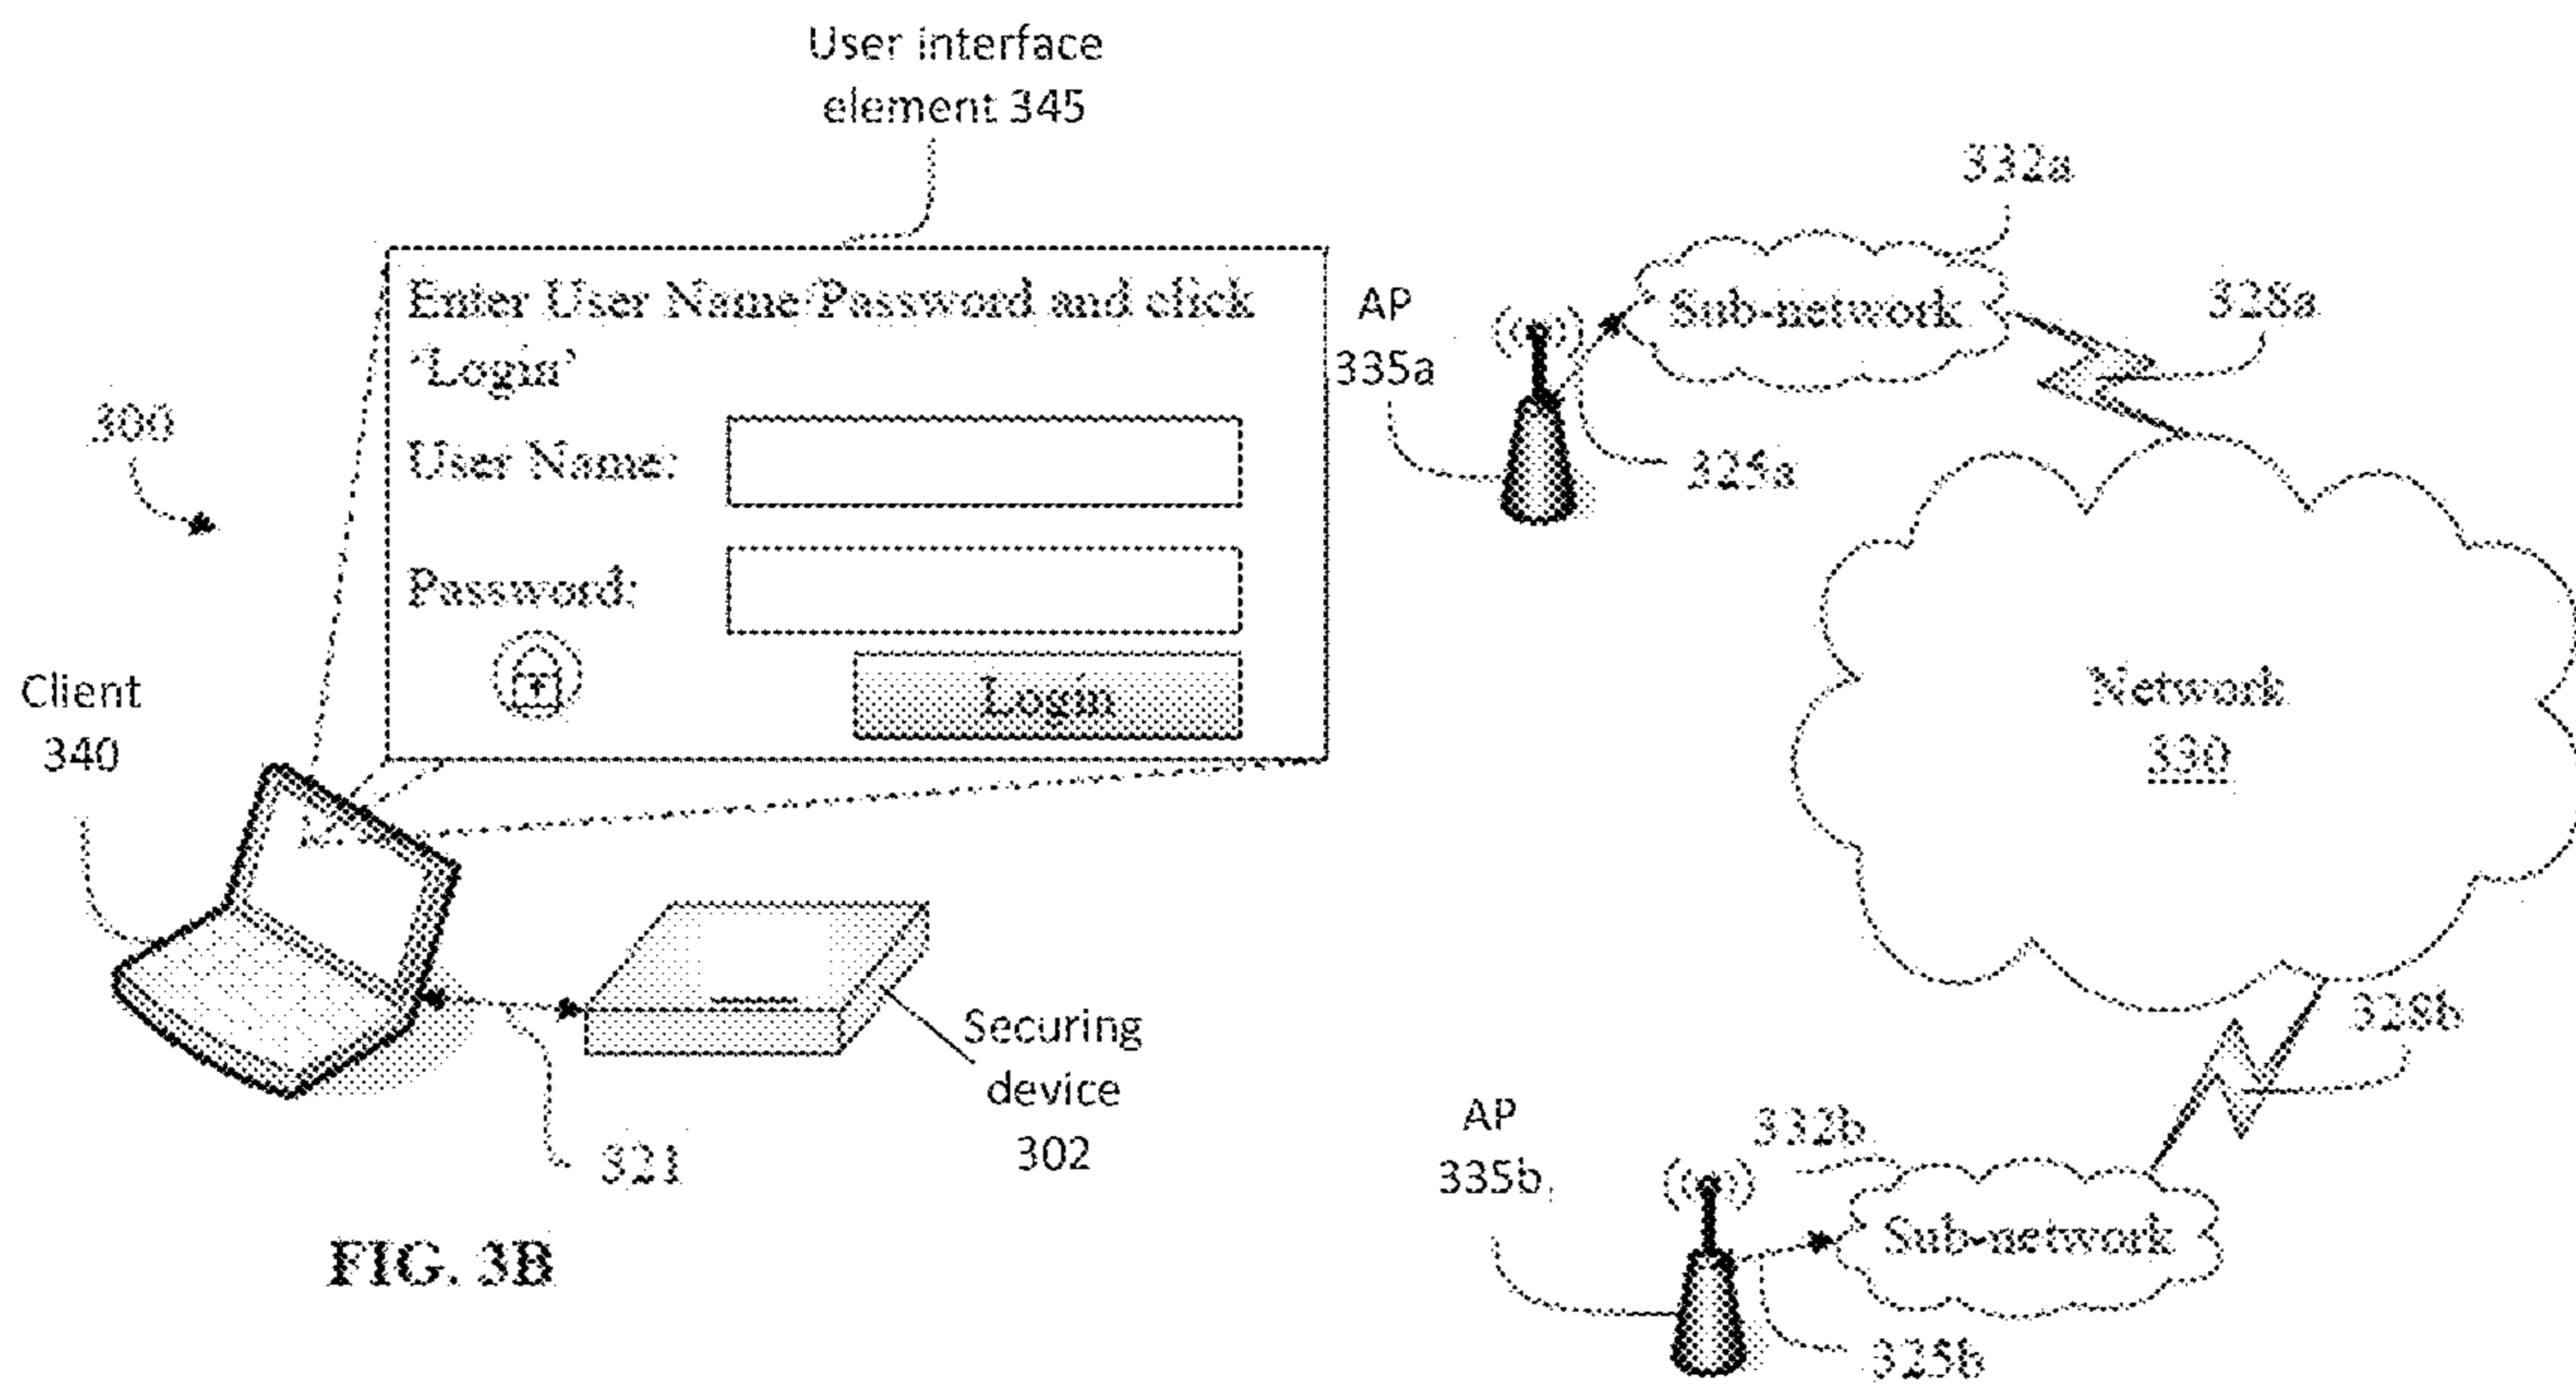 User interface
element 345
Enter User Name/Password and click
'Login'
User Name:
Password:
Login
300
Client
340
Securing
device
302
321
FIG. 3B
AP
335a
332a
Sub-network
328a
325a
Network
330
328b
AP
335b
332b
Sub-network
325b